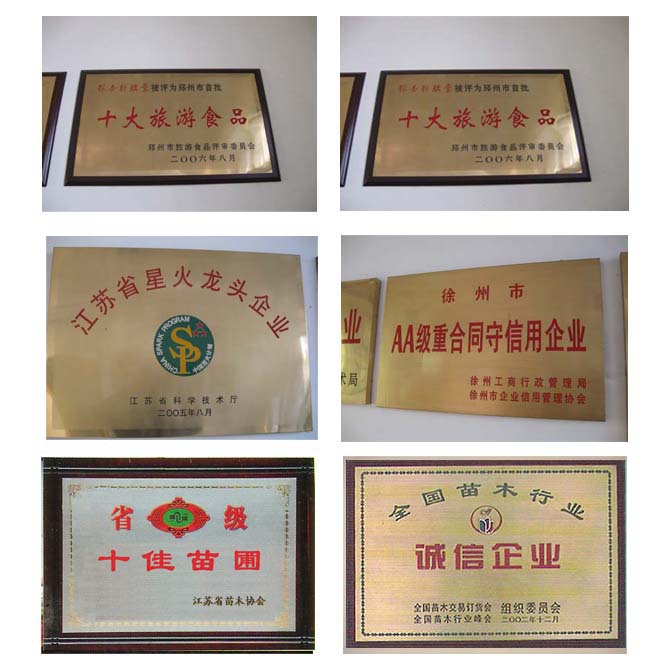 被评为邳州市首批
十大旅游食品
邳州市旅游食品评审委员会
二〇〇六年八月
被评为邳州市首批
十大旅游食品
邳州市旅游食品评审委员会
二〇〇六年八月
江苏省星火龙头企业
CHINA SPARK PROGRAM
SP
江苏省科学技术厅
二〇〇五年八月
业
术局
徐州市
AA级重合同守信用企业
徐州工商行政管理局
徐州市企业信用管理协会
省级
十佳苗圃
江苏省苗木协会
全国苗木行业
诚信企业
全国苗木交易订货会 组织委员会
全国苗木行业峰会 二〇〇二年十二月